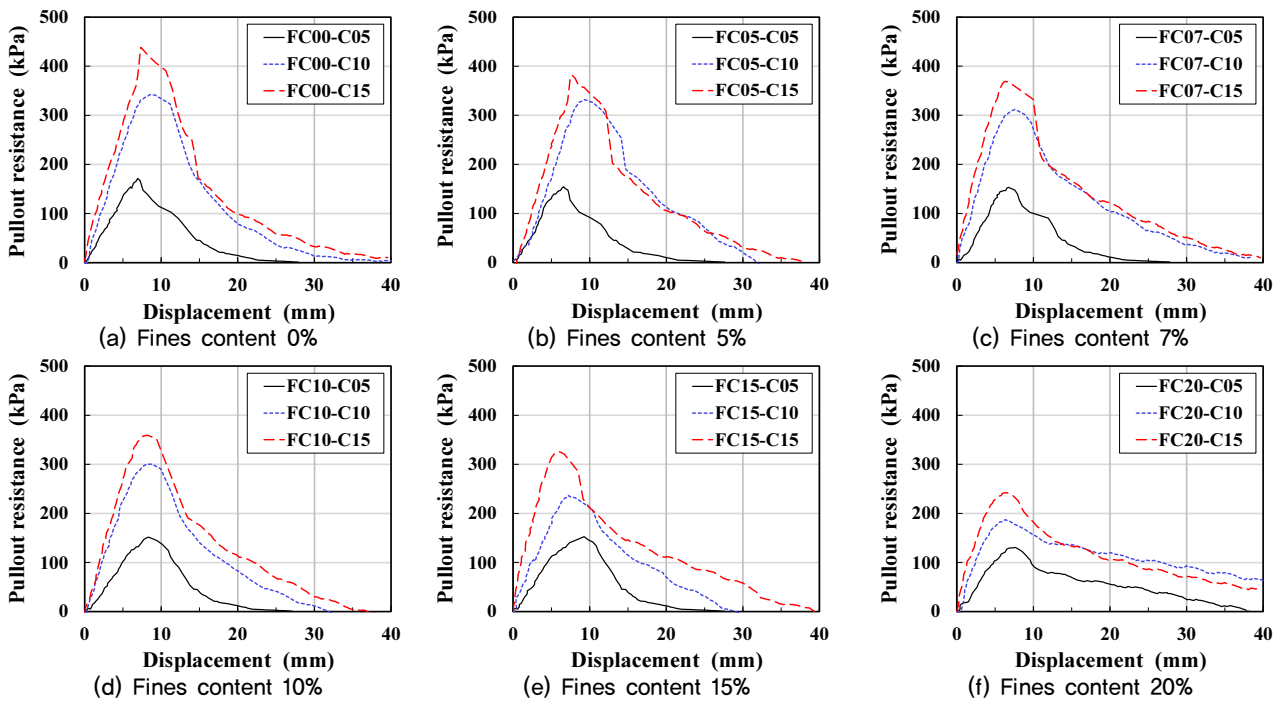 500
400
300
200
100
0
Pullout resistance (kPa)
FC00-C05
FC00-C10
FC00-C15
0 10 20 30 40
Displacement (mm)
(a) Fines content 0%
500
400
300
200
100
0
Pullout resistance (kPa)
FC05-C05
FC05-C10
FC05-C15
0 10 20 30 40
Displacement (mm)
(b) Fines content 5%
500
400
300
200
100
0
Pullout resistance (kPa)
FC07-C05
FC07-C10
FC07-C15
0 10 20 30 40
Displacement (mm)
(c) Fines content 7%
500
400
300
200
100
0
Pullout resistance (kPa)
FC10-C05
FC10-C10
FC10-C15
0 10 20 30 40
Displacement (mm)
(d) Fines content 10%
500
400
300
200
100
0
Pullout resistance (kPa)
FC15-C05
FC15-C10
FC15-C15
0 10 20 30 40
Displacement (mm)
(e) Fines content 15%
500
400
300
200
100
0
Pullout resistance (kPa)
FC20-C05
FC20-C10
FC20-C15
0 10 20 30 40
Displacement (mm)
(f) Fines content 20%